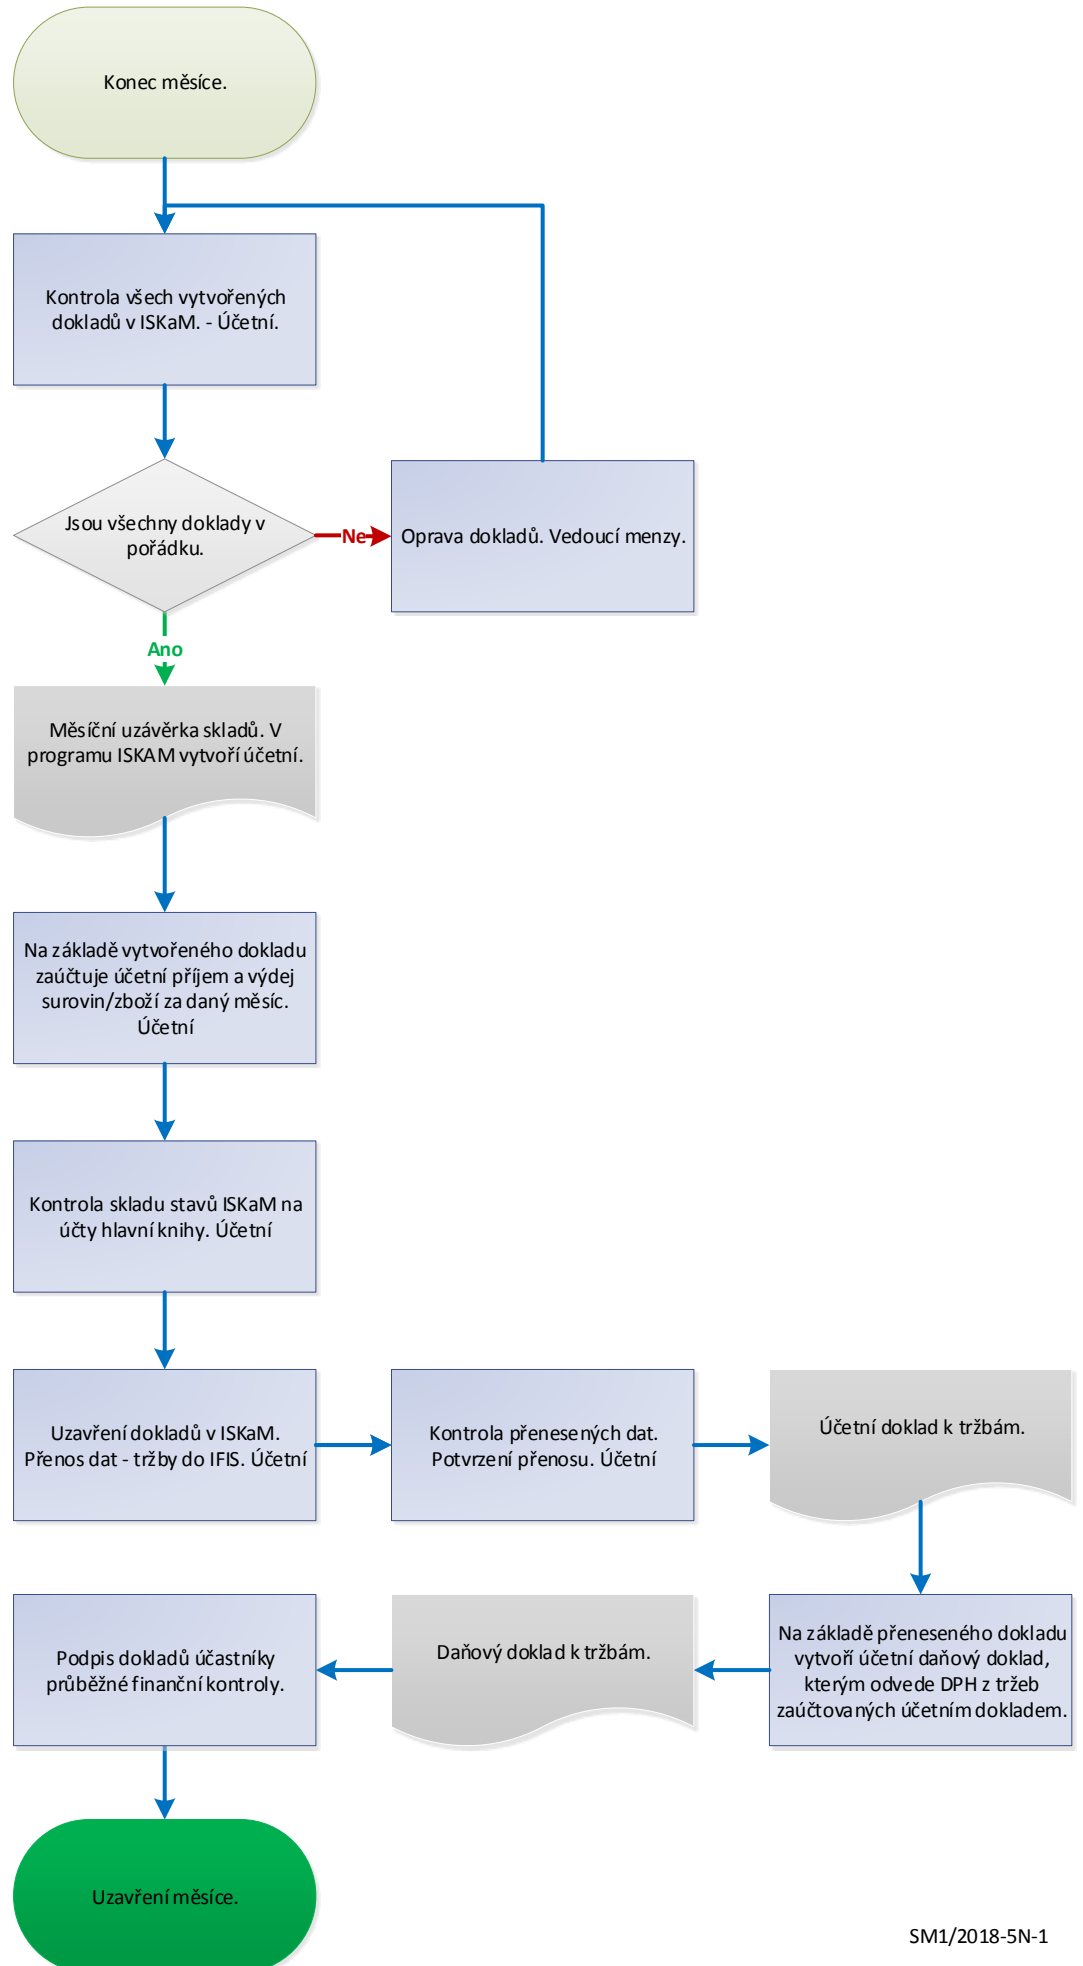 Konec měsíce.
Kontrola všech vytvořených
dokladů v ISKaM. - Účetní.
Jsou všechny doklady v
pořádku.
Ne
Oprava dokladů. Vedoucí menzy.
Ano
Měsíční uzávěrka skladů. V
programu ISKAM vytvoří účetní.
Na základě vytvořeného dokladu
zaúčtuje účetní příjem a výdej
surovin/zboží za daný měsíc.
Účetní
Kontrola skladu stavů ISKaM na
účty hlavní knihy. Účetní
Uzavření dokladů v ISKaM.
Přenos dat - tržby do IFIS. Účetní
Kontrola přenesených dat.
Potvrzení přenosu. Účetní
Účetní doklad k tržbám.
Na základě přeneseného dokladu
vytvoří účetní daňový doklad,
kterým odvede DPH z tržeb
zaúčtovaných účetním dokladem.
Daňový doklad k tržbám.
Podpis dokladů účastníky
průběžné finanční kontroly.
Uzavření měsíce.
SM1/2018-5N-1